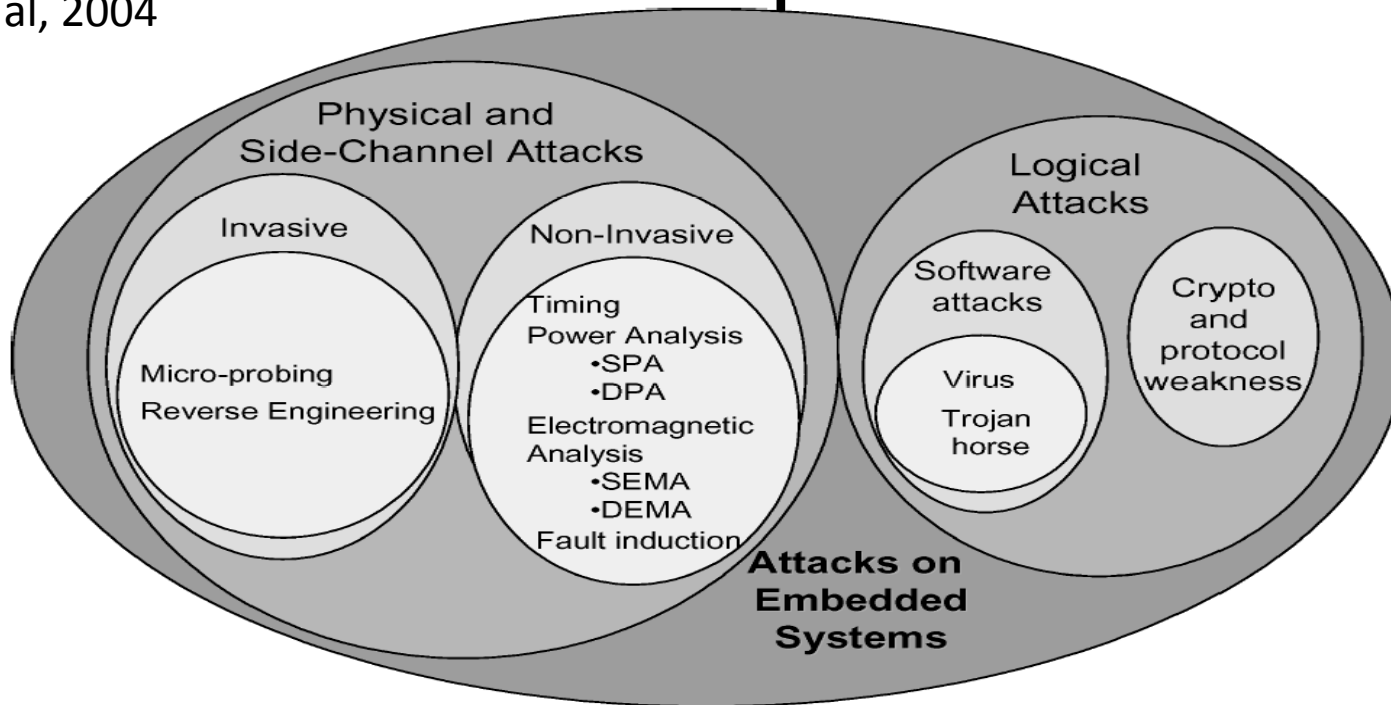 al, 2004
Physical and
Side-Channel Attacks
Invasive
Micro-probing
Reverse Engineering
Non-Invasive
Timing
Power Analysis
•SPA
•DPA
Electromagnetic
Analysis
•SEMA
•DEMA
Fault induction
Logical
Attacks
Software
attacks
Virus
Trojan
horse
Crypto
and
protocol
weakness
Attacks on
Embedded
Systems